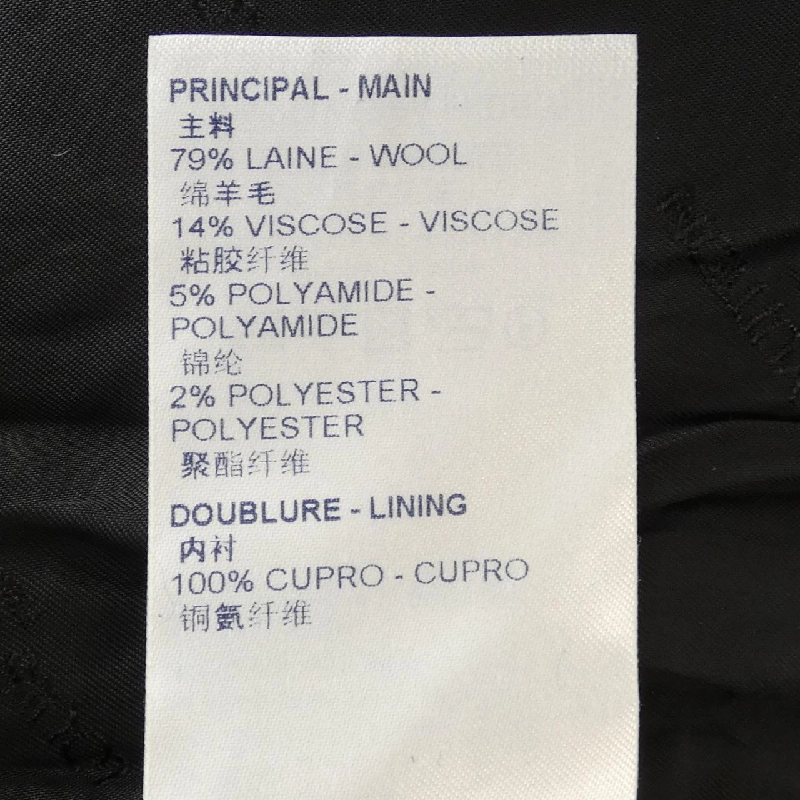 PRINCIPAL - MAIN
主料
79% LAINE - WOOL
绵羊毛
14% VISCOSE - VISCOSE
粘胶纤维
5% POLYAMIDE -
POLYAMIDE
锦纶
2% POLYESTER -
POLYESTER
聚酯纤维
DOUBLURE - LINING
内衬
100% CUPRO - CUPRO
铜氨纤维